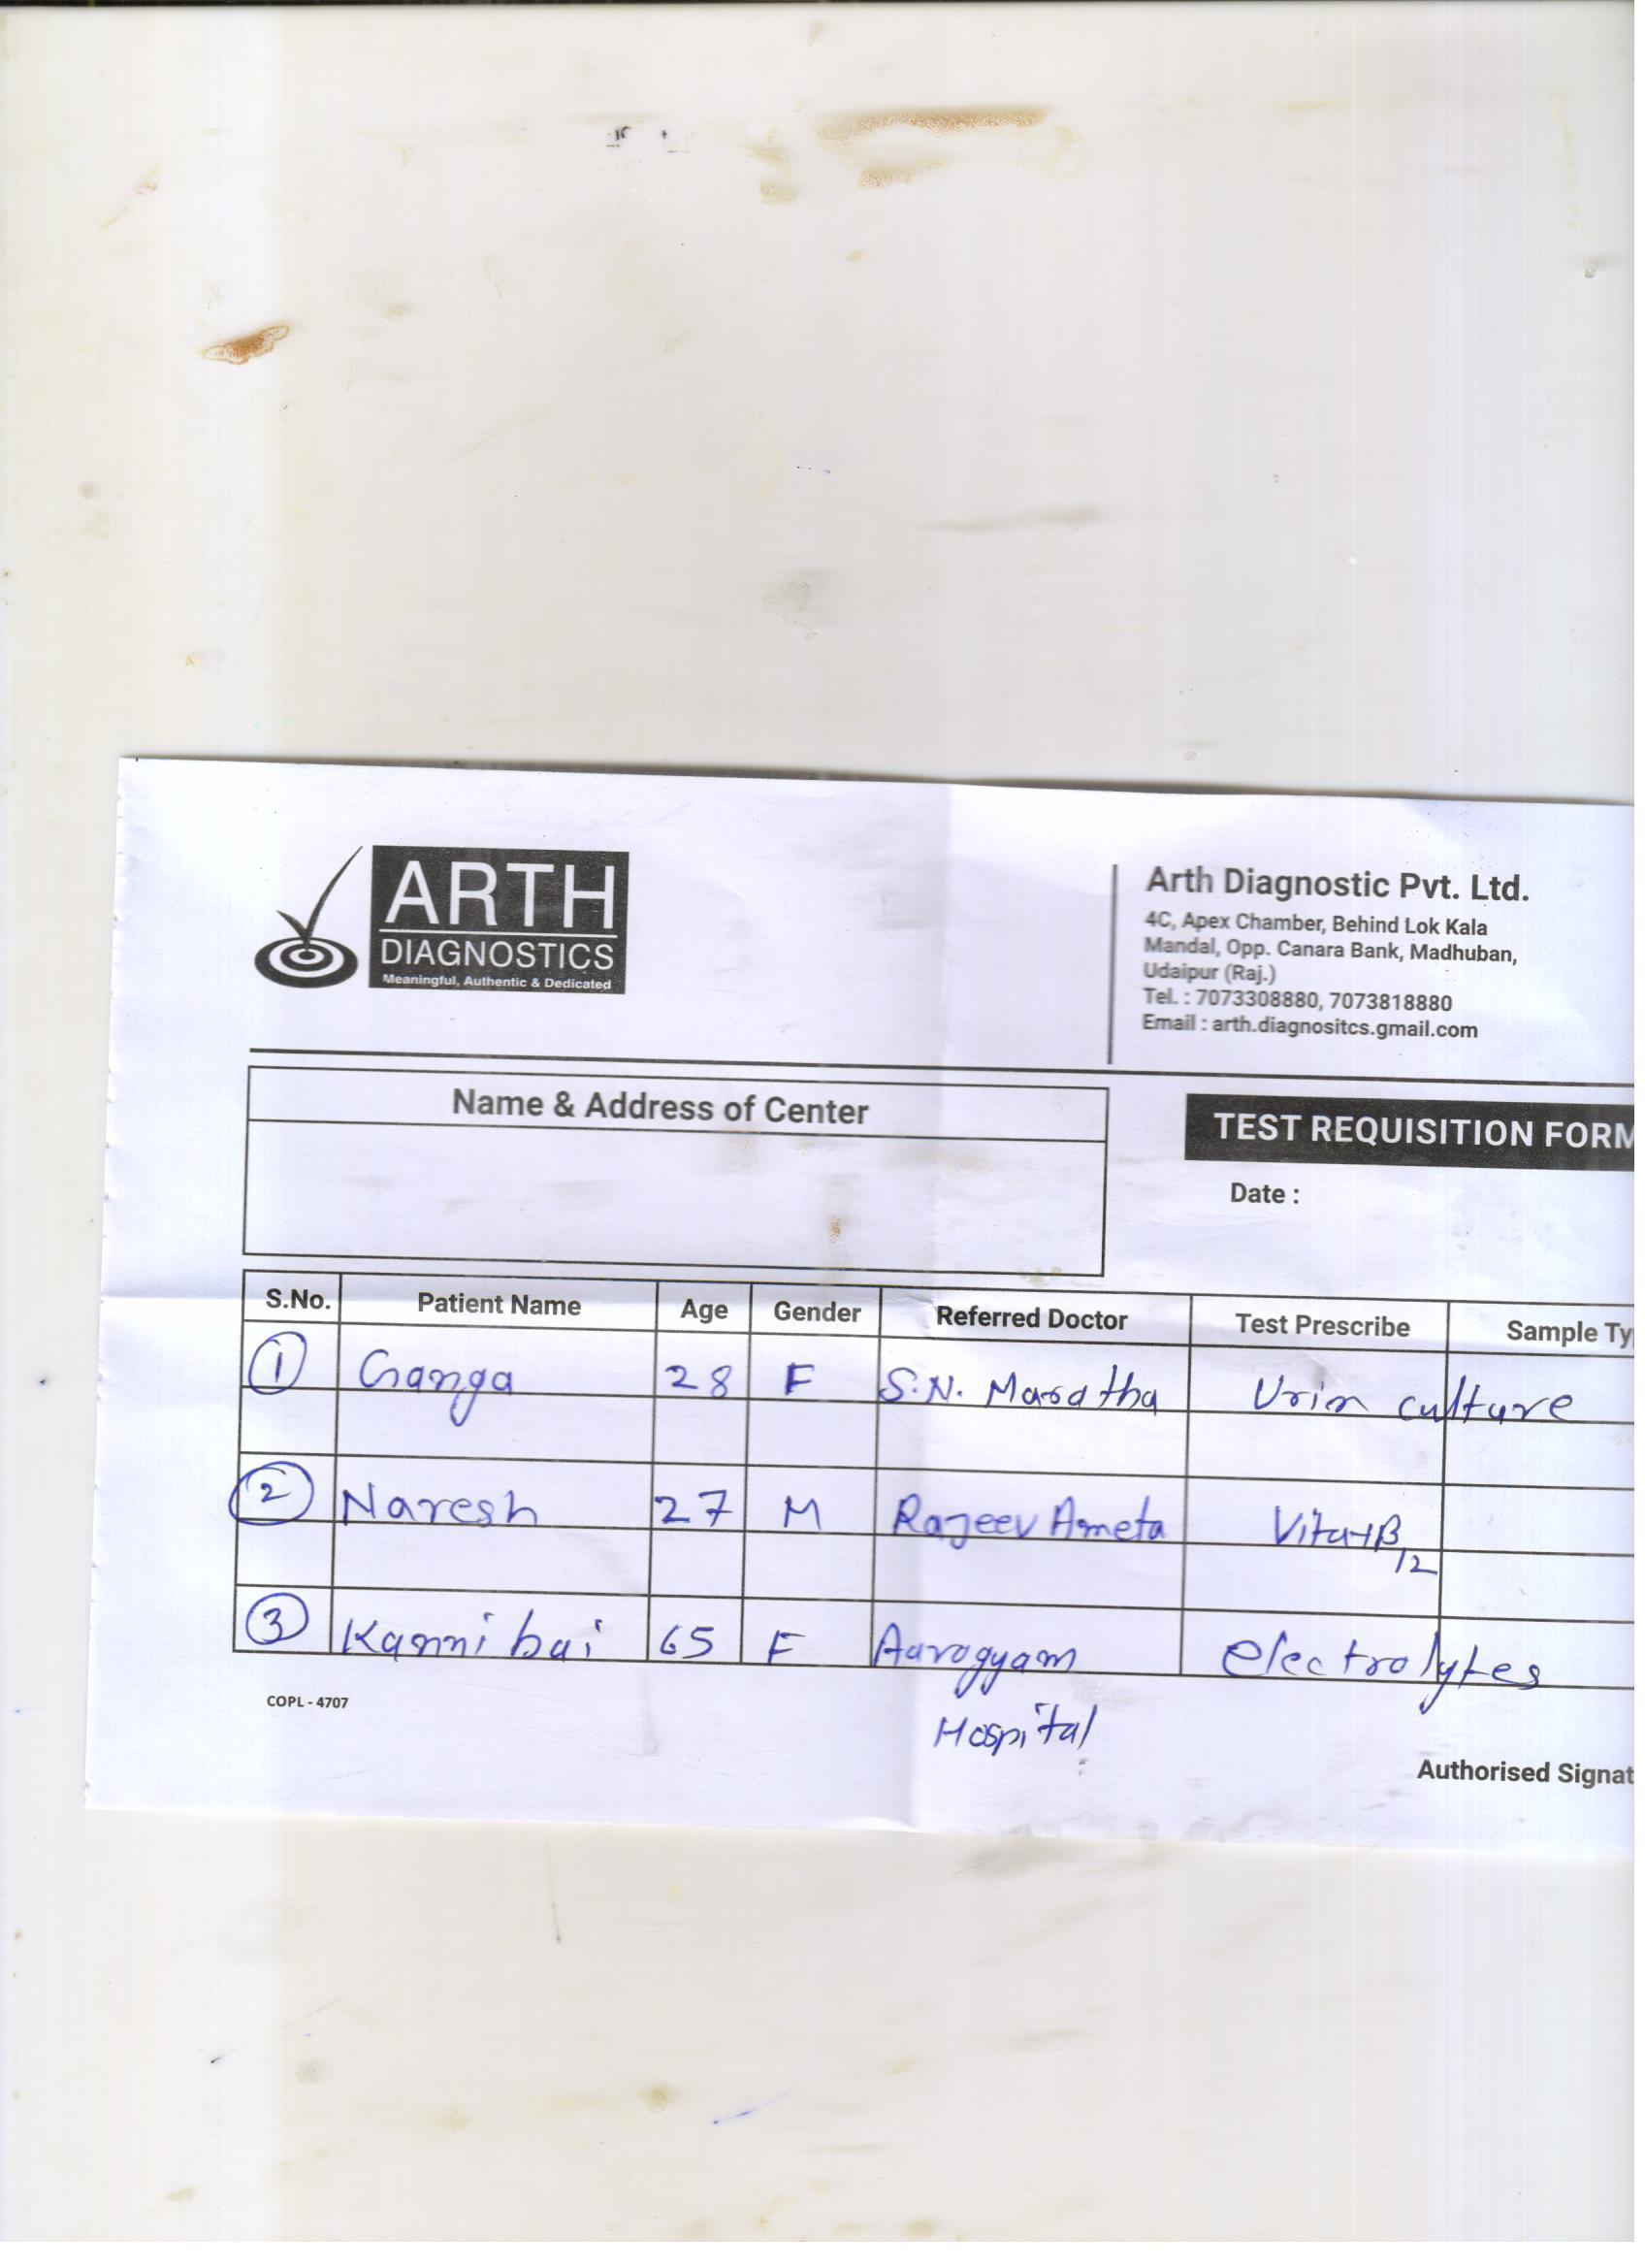 ARTH
DIAGNOSTICS
Meaningful, Authentic & Dedicated
Arth Diagnostic Pvt. Ltd.
4C, Apex Chamber, Behind Lok Kala
Mandal, Opp. Canara Bank, Madhuban,
Udaipur (Raj.)
Tel. : 7073308880, 7073818880
Email : arth.diagnositcs.gmail.com
Name & Address of Center
TEST REQUISITION FORM
Date :
S.No. Patient Name Age Gender Referred Doctor Test Prescribe Sample Ty
1 Ganga 28 F S.N. Maratha Urin culture
2 Naresh 27 M Rajeev Ameta Vita-B12
3 Kanni bai 65 F Aarogyam electrolytes
Hospital
COPL - 4707
Authorised Signat